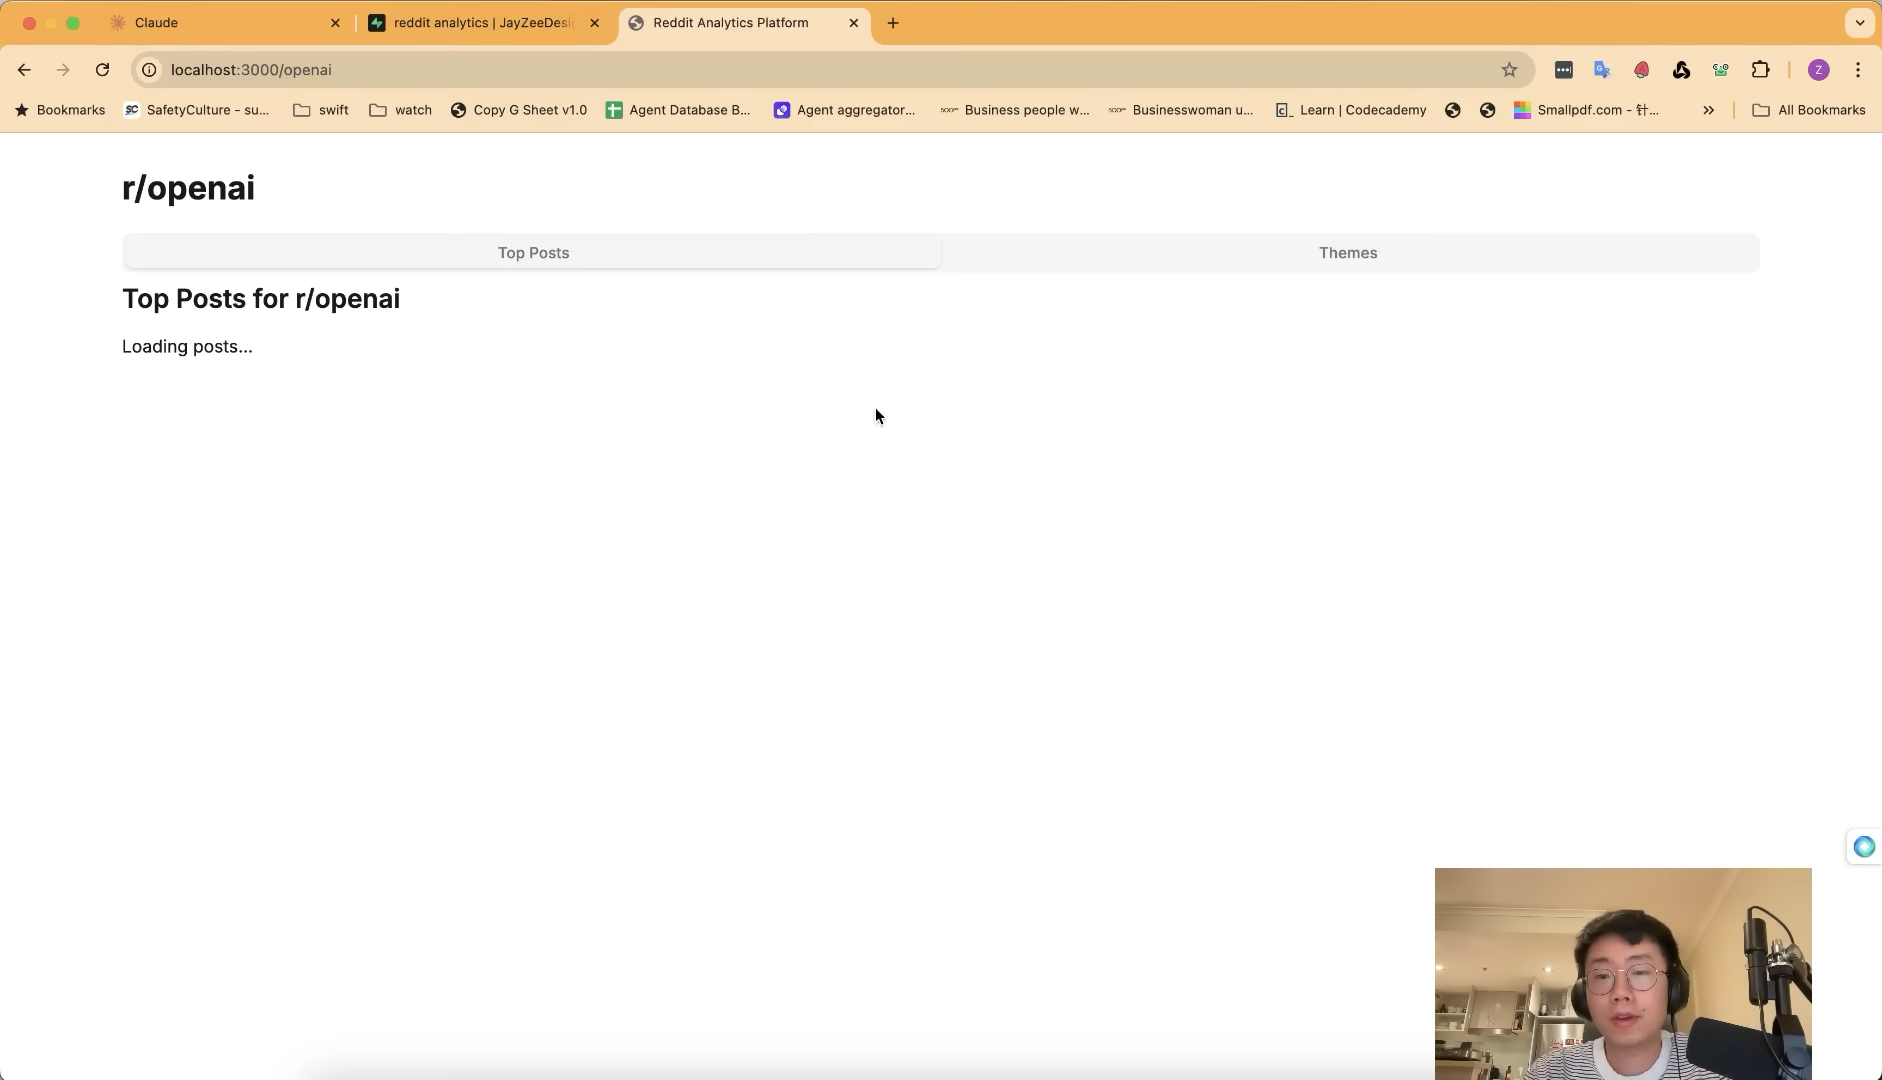 Claude
reddit analytics | JayZeeDesi
Reddit Analytics Platform
localhost:3000/openai
Z
Bookmarks
SC
SafetyCulture - su...
swift
watch
Copy G Sheet v1.0
Agent Database B...
Agent aggregator...
Business people w...
Businesswoman u...
Learn | Codecademy
Smallpdf.com - 针...
All Bookmarks
r/openai
Top Posts
Themes
Top Posts for r/openai
Loading posts...